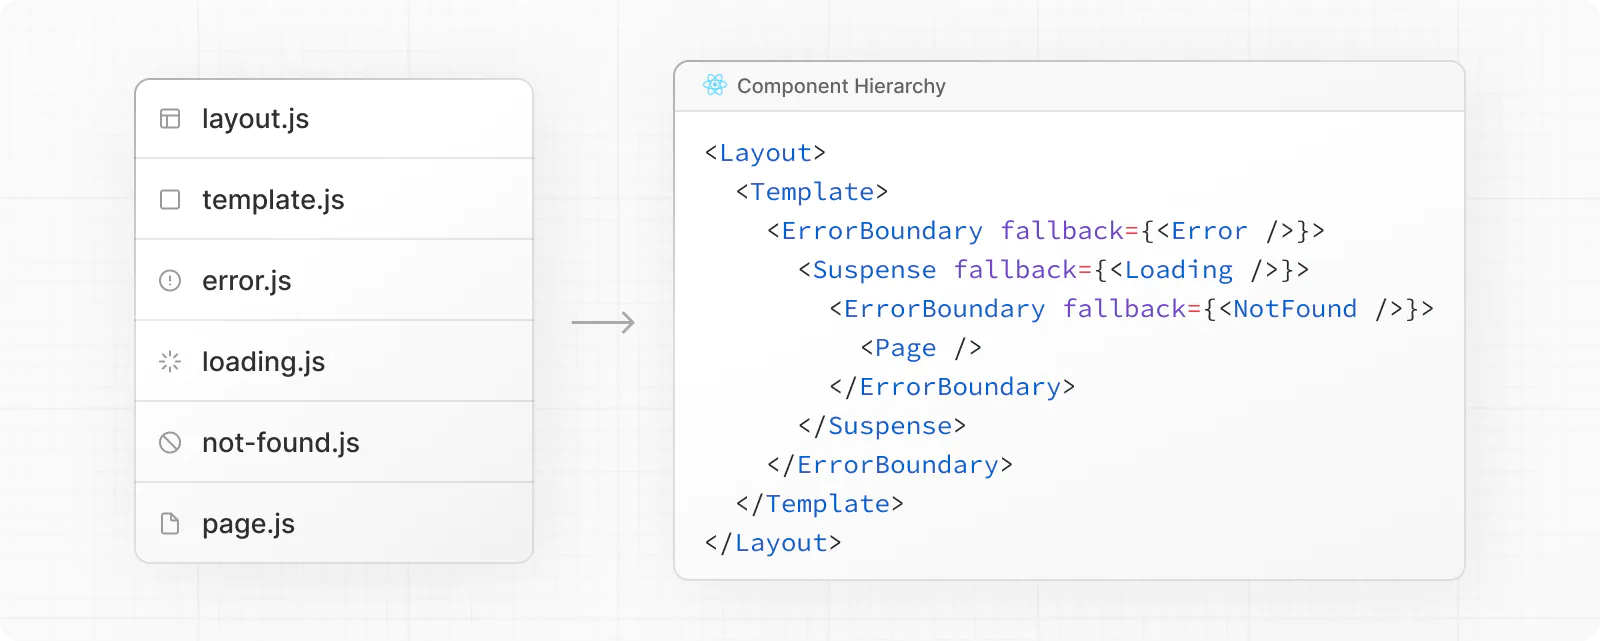 layout.js
template.js
error.js
loading.js
not-found.js
page.js
Component Hierarchy
<Layout>
  <Template>
    <ErrorBoundary fallback={<Error />}>
      <Suspense fallback={<Loading />}>
        <ErrorBoundary fallback={<NotFound />}>
          <Page />
        </ErrorBoundary>
      </Suspense>
    </ErrorBoundary>
  </Template>
</Layout>